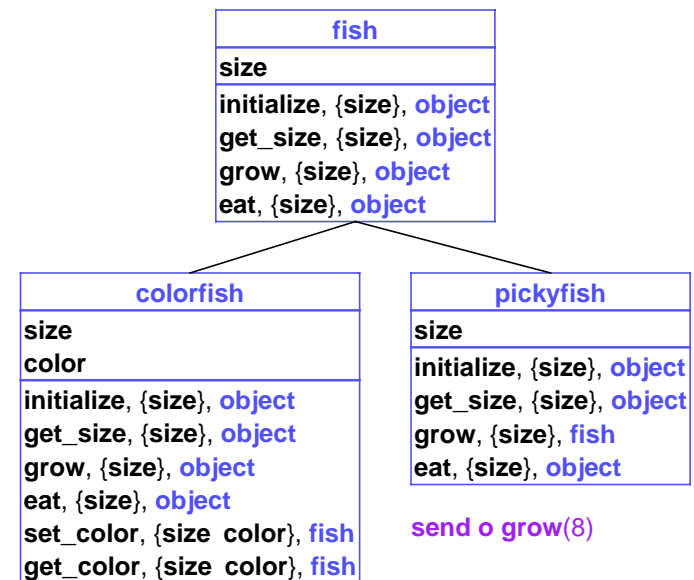 fish
size
initialize, {size}, object
get_size, {size}, object
grow, {size}, object
eat, {size}, object
colorfish
size
color
initialize, {size}, object
get_size, {size}, object
grow, {size}, object
eat, {size}, object
set_color, {size color}, fish
get_color, {size color}, fish
pickyfish
size
initialize, {size}, object
get_size, {size}, object
grow, {size}, fish
eat, {size}, object
send o grow(8)